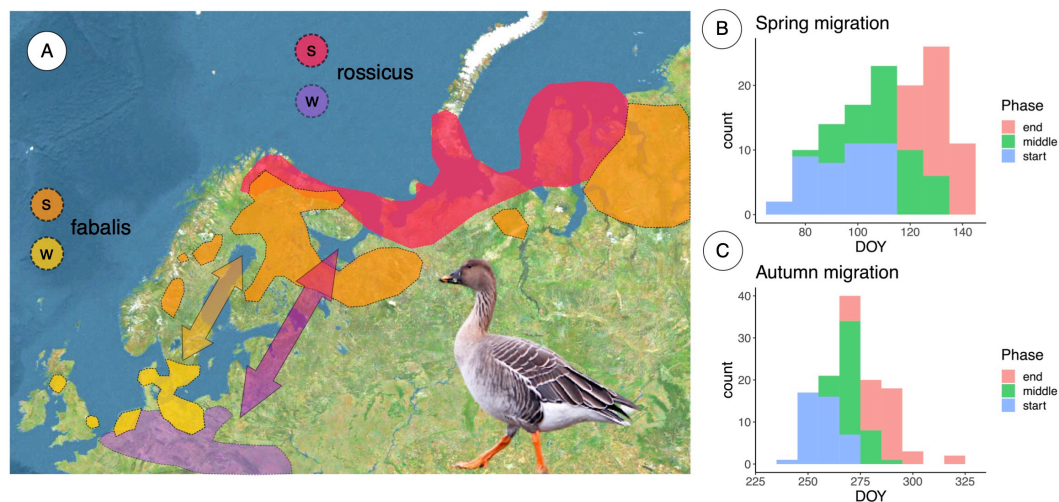 A
S
rossicus
W
S
fabalis
W
B
Spring migration
count
20
10
0
80
100
120
140
DOY
Phase
end
middle
start
C
Autumn migration
count
40
30
20
10
0
225
250
275
300
325
DOY
Phase
end
middle
start